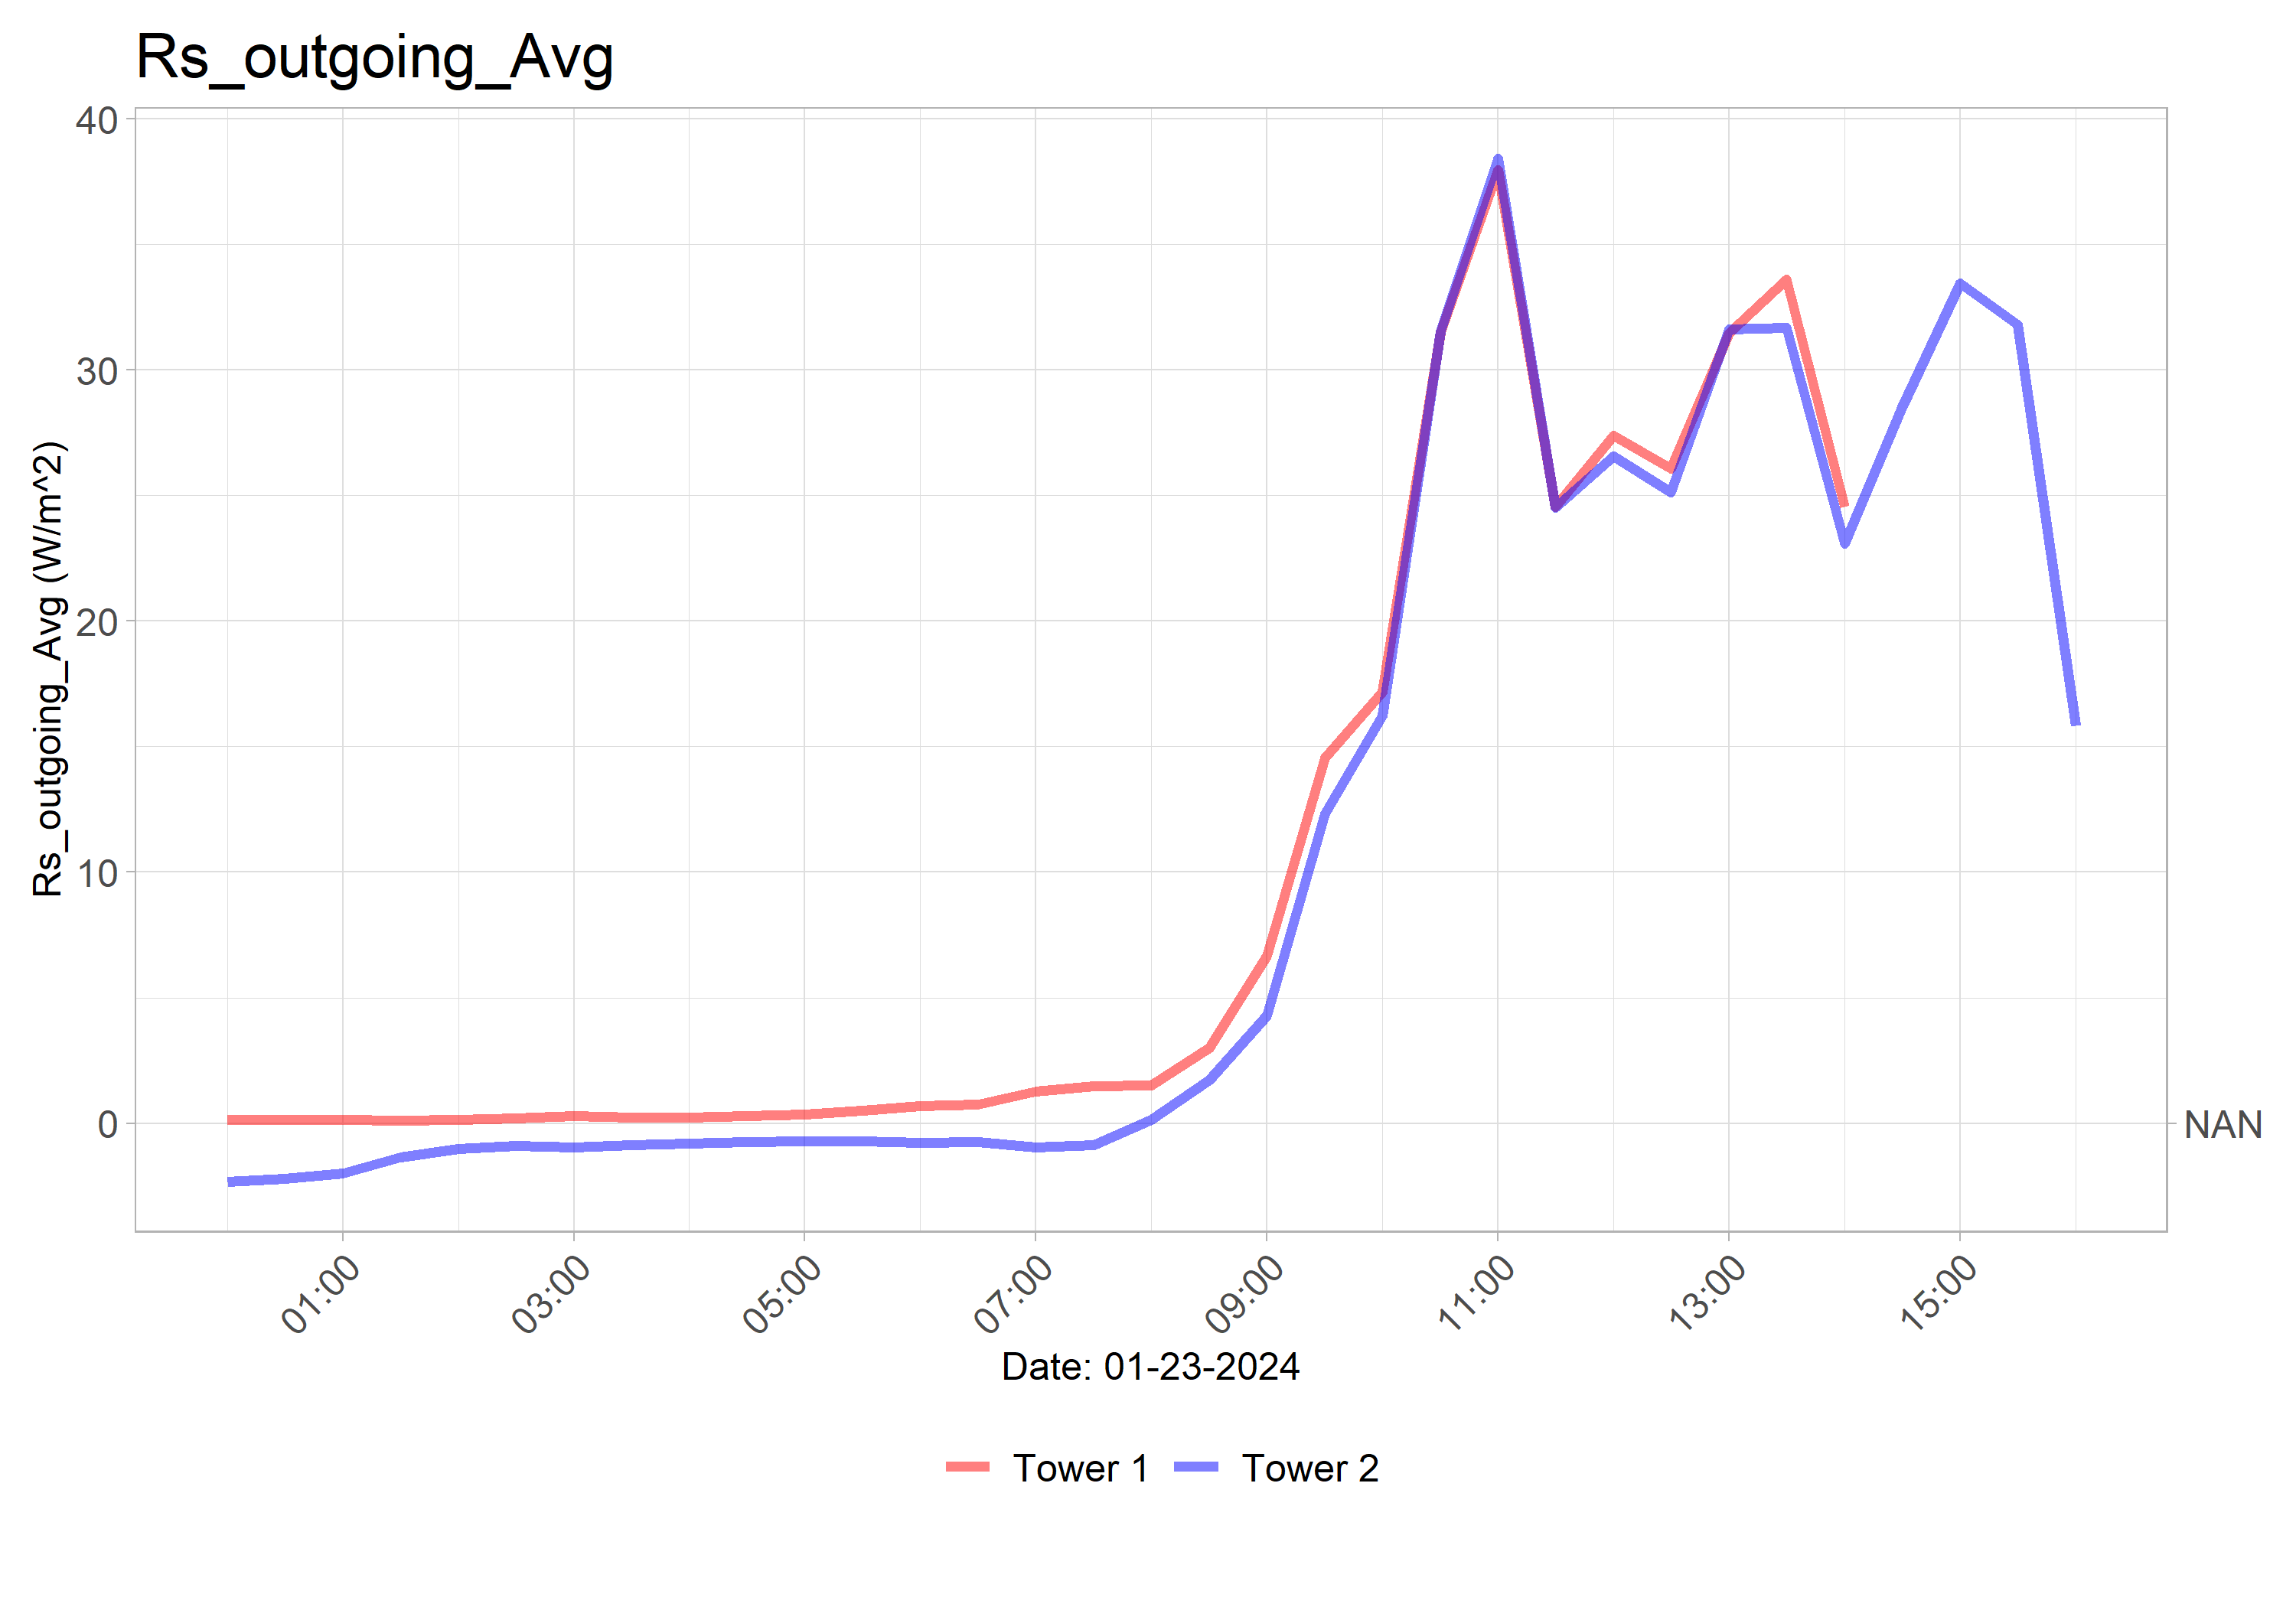 Rs_outgoing_Avg
Rs_outgoing_Avg (W/m^2)
40
30
20
10
0
NAN
01:00
03:00
05:00
07:00
09:00
11:00
13:00
15:00
Date: 01-23-2024
Tower 1
Tower 2